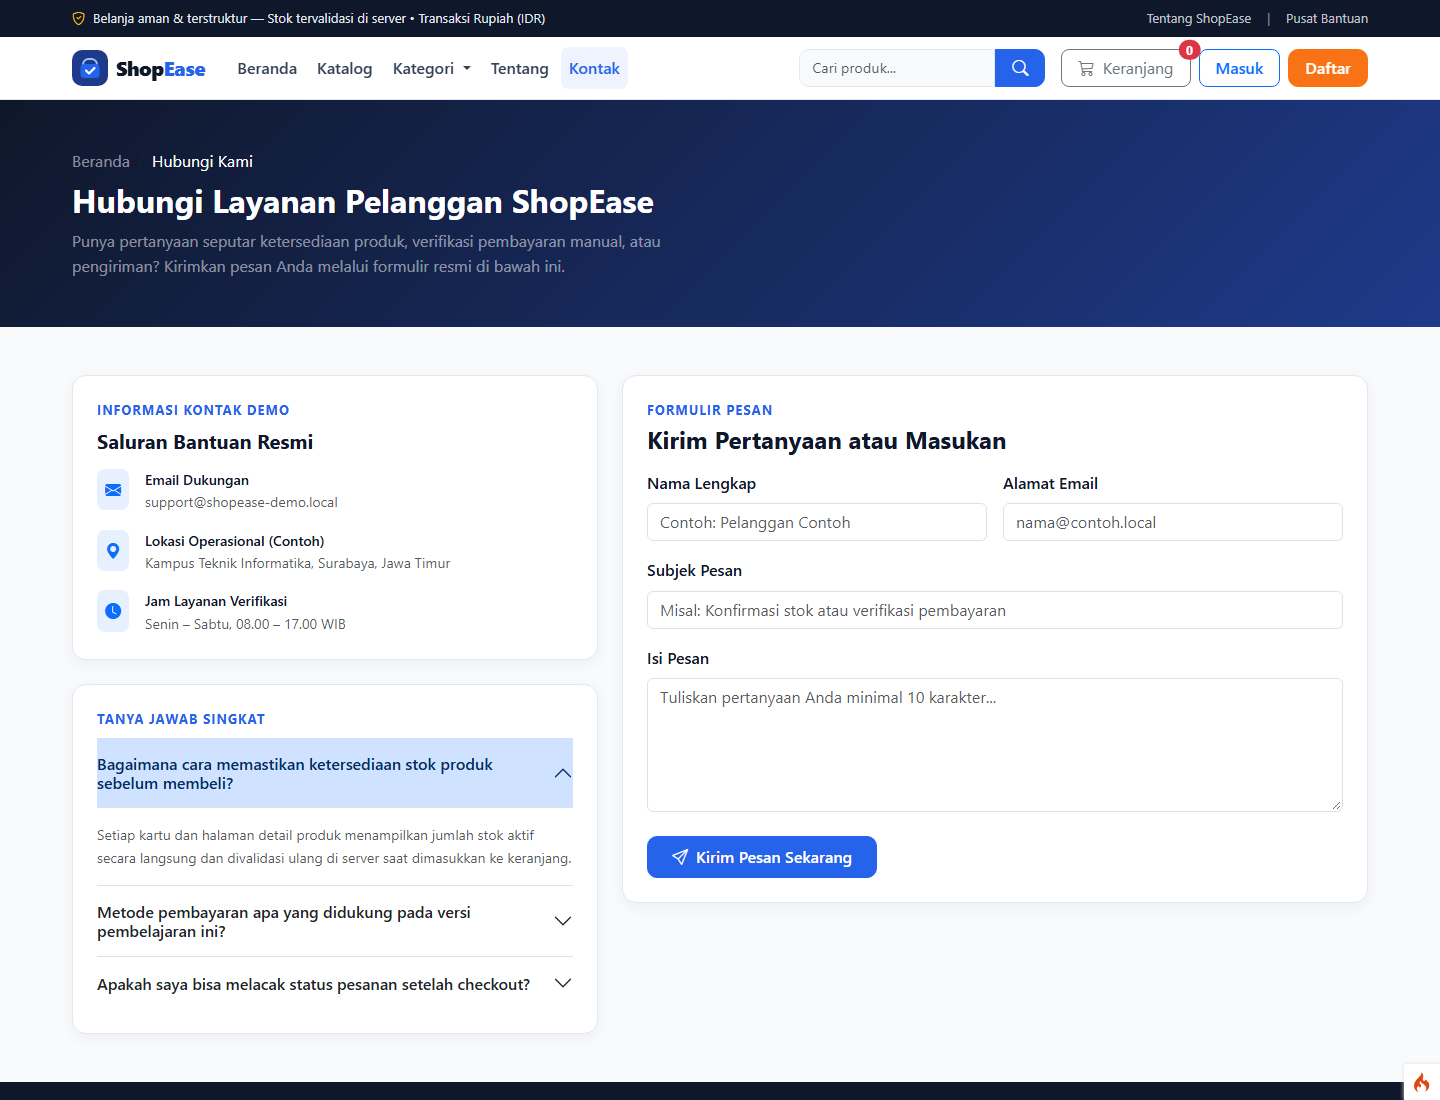 Belanja aman & terstruktur — Stok tervalidasi di server • Transaksi Rupiah (IDR)
Tentang ShopEase | Pusat Bantuan
ShopEase
Beranda
Katalog
Kategori
Tentang
Kontak
Cari produk...
Keranjang
0
Masuk
Daftar
Beranda Hubungi Kami
Hubungi Layanan Pelanggan ShopEase
Punya pertanyaan seputar ketersediaan produk, verifikasi pembayaran manual, atau
pengiriman? Kirimkan pesan Anda melalui formulir resmi di bawah ini.
INFORMASI KONTAK DEMO
Saluran Bantuan Resmi
Email Dukungan
support@shopease-demo.local
Lokasi Operasional (Contoh)
Kampus Teknik Informatika, Surabaya, Jawa Timur
Jam Layanan Verifikasi
Senin – Sabtu, 08.00 – 17.00 WIB
TANYA JAWAB SINGKAT
Bagaimana cara memastikan ketersediaan stok produk
sebelum membeli?
Setiap kartu dan halaman detail produk menampilkan jumlah stok aktif
secara langsung dan divalidasi ulang di server saat dimasukkan ke keranjang.
Metode pembayaran apa yang didukung pada versi
pembelajaran ini?
Apakah saya bisa melacak status pesanan setelah checkout?
FORMULIR PESAN
Kirim Pertanyaan atau Masukan
Nama Lengkap
Contoh: Pelanggan Contoh
Alamat Email
nama@contoh.local
Subjek Pesan
Misal: Konfirmasi stok atau verifikasi pembayaran
Isi Pesan
Tuliskan pertanyaan Anda minimal 10 karakter...
Kirim Pesan Sekarang